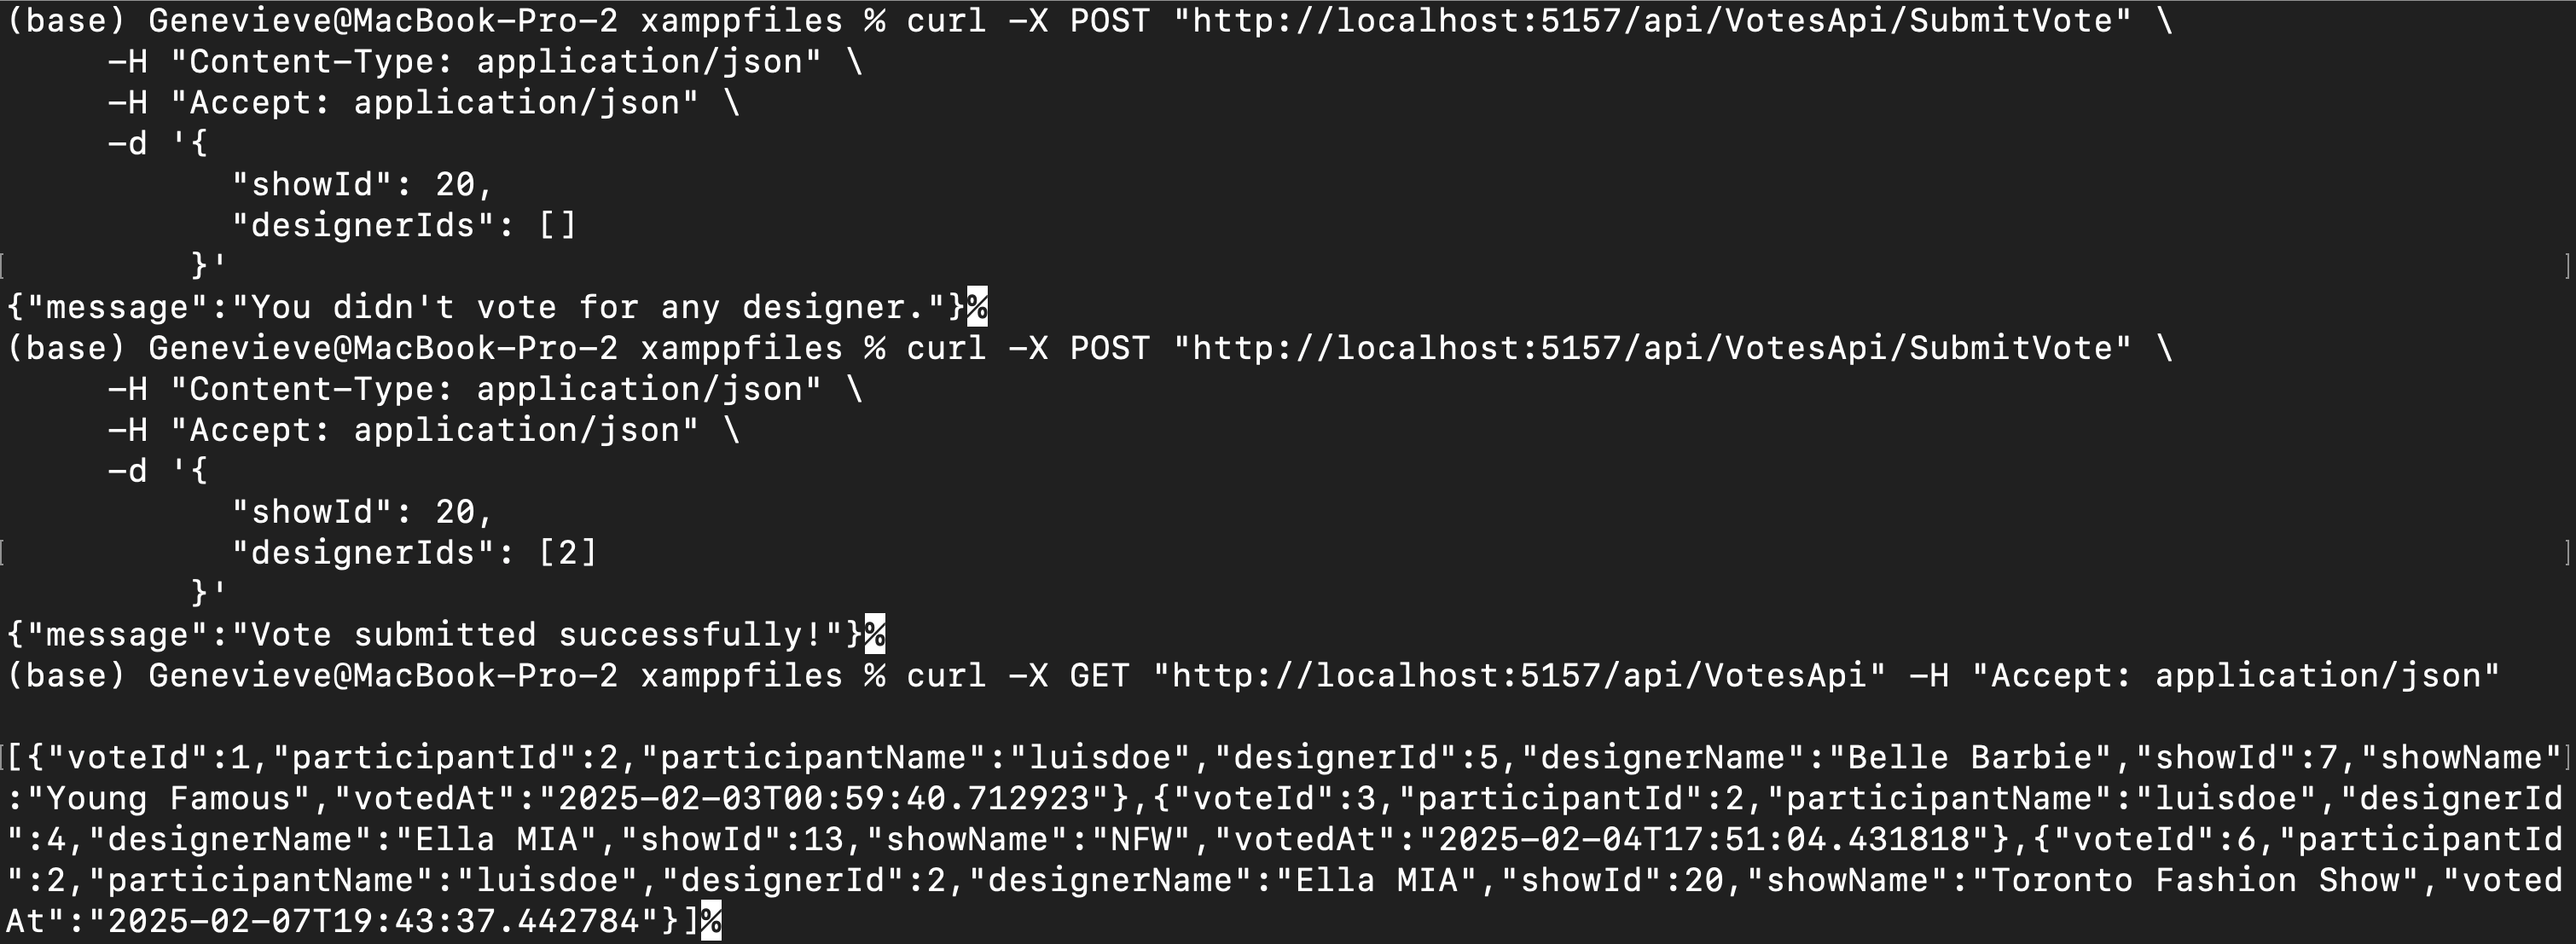 (base) Genevieve@MacBook-Pro-2 xamppfiles % curl -X POST "http://localhost:5157/api/VotesApi/SubmitVote" \
     -H "Content-Type: application/json" \
     -H "Accept: application/json" \
     -d '{
           "showId": 20,
           "designerIds": []
[        }'                                                                                                                  ]
{"message":"You didn't vote for any designer."}%
(base) Genevieve@MacBook-Pro-2 xamppfiles % curl -X POST "http://localhost:5157/api/VotesApi/SubmitVote" \
     -H "Content-Type: application/json" \
     -H "Accept: application/json" \
     -d '{
           "showId": 20,
[          "designerIds": [2]                                                                                                ]
         }'
{"message":"Vote submitted successfully!"}%
(base) Genevieve@MacBook-Pro-2 xamppfiles % curl -X GET "http://localhost:5157/api/VotesApi" -H "Accept: application/json"
[[{"voteId":1,"participantId":2,"participantName":"luisdoe","designerId":5,"designerName":"Belle Barbie","showId":7,"showName"]
:"Young Famous","votedAt":"2025-02-03T00:59:40.712923"},{"voteId":3,"participantId":2,"participantName":"luisdoe","designerId
":4,"designerName":"Ella MIA","showId":13,"showName":"NFW","votedAt":"2025-02-04T17:51:04.431818"},{"voteId":6,"participantId
":2,"participantName":"luisdoe","designerId":2,"designerName":"Ella MIA","showId":20,"showName":"Toronto Fashion Show","voted
At":"2025-02-07T19:43:37.442784"}]%